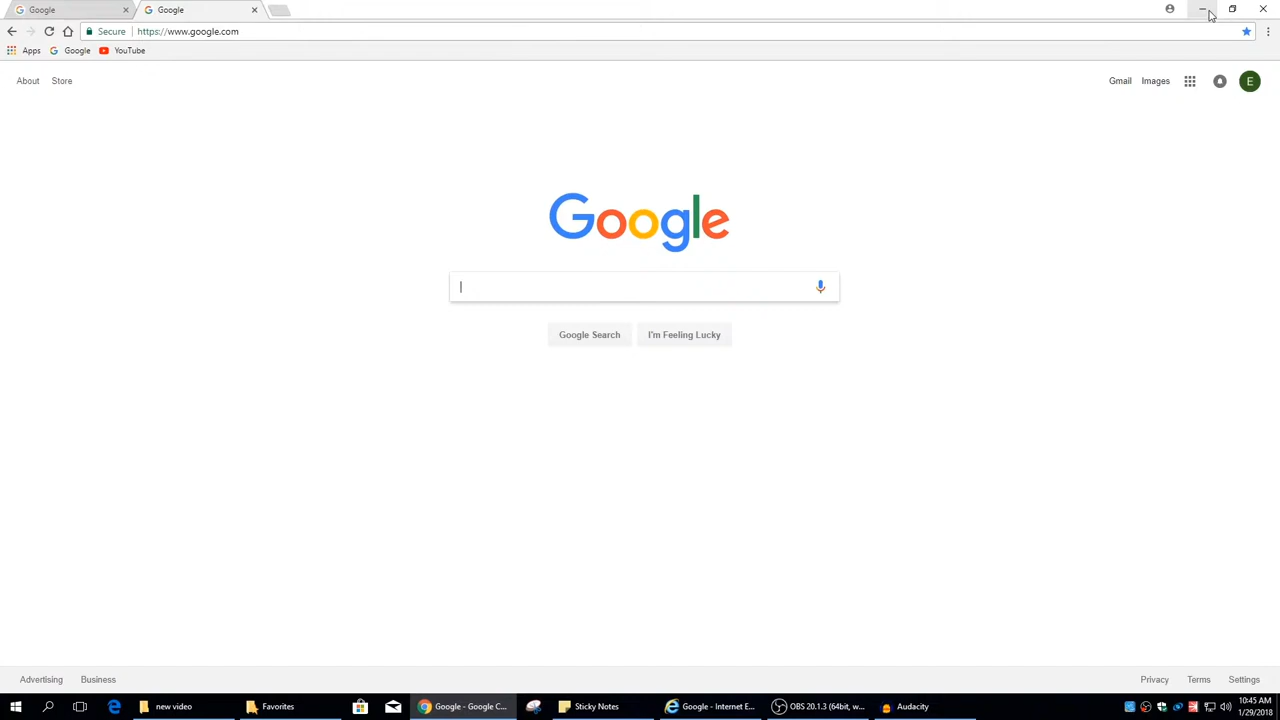 Google
Google
Secure
https://www.google.com
Apps
Google
YouTube
About
Store
Gmail
Images
E
Google
Google Search
I'm Feeling Lucky
Advertising
Business
Privacy
Terms
Settings
new video
Favorites
Google - Google C...
Sticky Notes
Google - Internet E...
OBS 20.1.3 (64bit, w...
Audacity
10:45 AM
1/29/2018